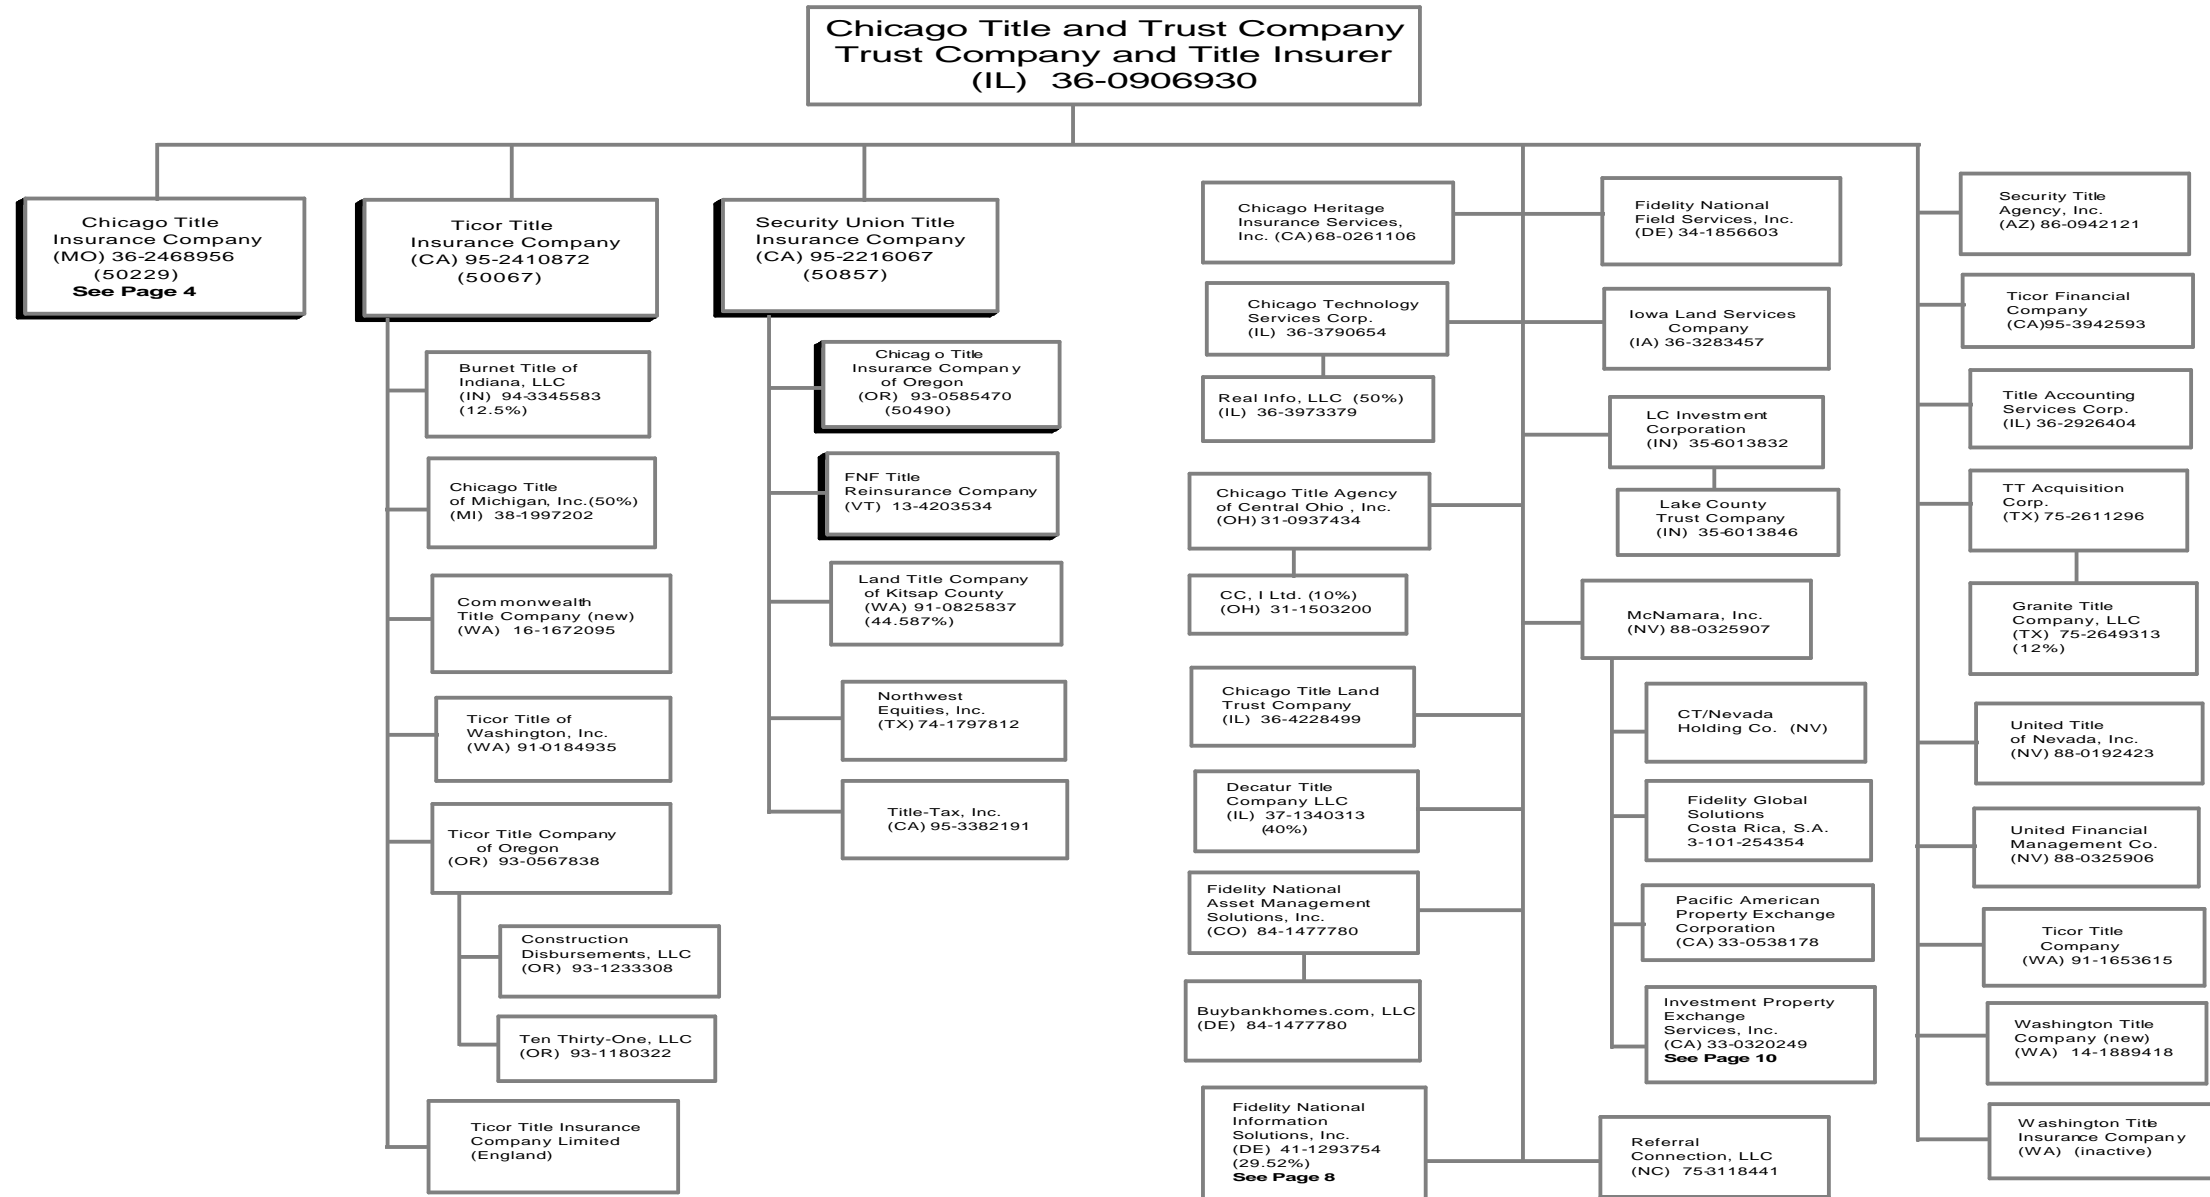 Chicago Title and Trust Company
Trust Company and Title Insurer
(IL) 36-0906930
Chicago Title
Insurance Company
(MO) 36-2468956
(50229)
See Page 4
Ticor Title
Insurance Company
(CA) 95-2410872
(50067)
Burnet Title of
Indiana, LLC
(IN) 94-3345583
(12.5%)
Chicago Title
of Michigan, Inc.(50%)
(MI) 38-1997202
Commonwealth
Title Company (new)
(WA) 16-1672095
Ticor Title of
Washington, Inc.
(WA) 91-0184935
Ticor Title Company
of Oregon
(OR) 93-0567838
Construction
Disbursements, LLC
(OR) 93-1233308
Ten Thirty-One, LLC
(OR) 93-1180322
Ticor Title Insurance
Company Limited
(England)
Security Union Title
Insurance Company
(CA) 95-2216067
(50857)
Chicago Title
Insurance Company
of Oregon
(OR) 93-0585470
(50490)
FNF Title
Reinsurance Company
(VT) 13-4203534
Land Title Company
of Kitsap County
(WA) 91-0825837
(44.587%)
Northwest
Equities, Inc.
(TX) 74-1797812
Title-Tax, Inc.
(CA) 95-3382191
Chicago Heritage
Insurance Services,
Inc. (CA) 68-0261106
Chicago Technology
Services Corp.
(IL) 36-3790654
Real Info, LLC (50%)
(IL) 36-3973379
Chicago Title Agency
of Central Ohio , Inc.
(OH) 31-0937434
CC, I Ltd. (10%)
(OH) 31-1503200
Chicago Title Land
Trust Company
(IL) 36-4228499
Decatur Title
Company LLC
(IL) 37-1340313
(40%)
Fidelity National
Asset Management
Solutions, Inc.
(CO) 84-1477780
Buybankhomes.com, LLC
(DE) 84-1477780
Fidelity National
Information
Solutions, Inc.
(DE) 41-1293754
(29.52%)
See Page 8
Fidelity National
Field Services, Inc.
(DE) 34-1856603
Iowa Land Services
Company
(IA) 36-3283457
LC Investment
Corporation
(IN) 35-6013832
Lake County
Trust Company
(IN) 35-6013846
McNamara, Inc.
(NV) 88-0325907
CT/Nevada
Holding Co. (NV)
Fidelity Global
Solutions
Costa Rica, S.A.
3-101-254354
Pacific American
Property Exchange
Corporation
(CA) 33-0538178
Investment Property
Exchange
Services, Inc.
(CA) 33-0320249
See Page 10
Referral
Connection, LLC
(NC) 75-3118441
Security Title
Agency, Inc.
(AZ) 86-0942121
Ticor Financial
Company
(CA)95-3942593
Title Accounting
Services Corp.
(IL) 36-2926404
TT Acquisition
Corp.
(TX) 75-2611296
Granite Title
Company, LLC
(TX) 75-2649313
(12%)
United Title
of Nevada, Inc.
(NV) 88-0192423
United Financial
Management Co.
(NV) 88-0325906
Ticor Title
Company
(WA) 91-1653615
Washington Title
Company (new)
(WA) 14-1889418
Washington Title
Insurance Company
(WA) (inactive)